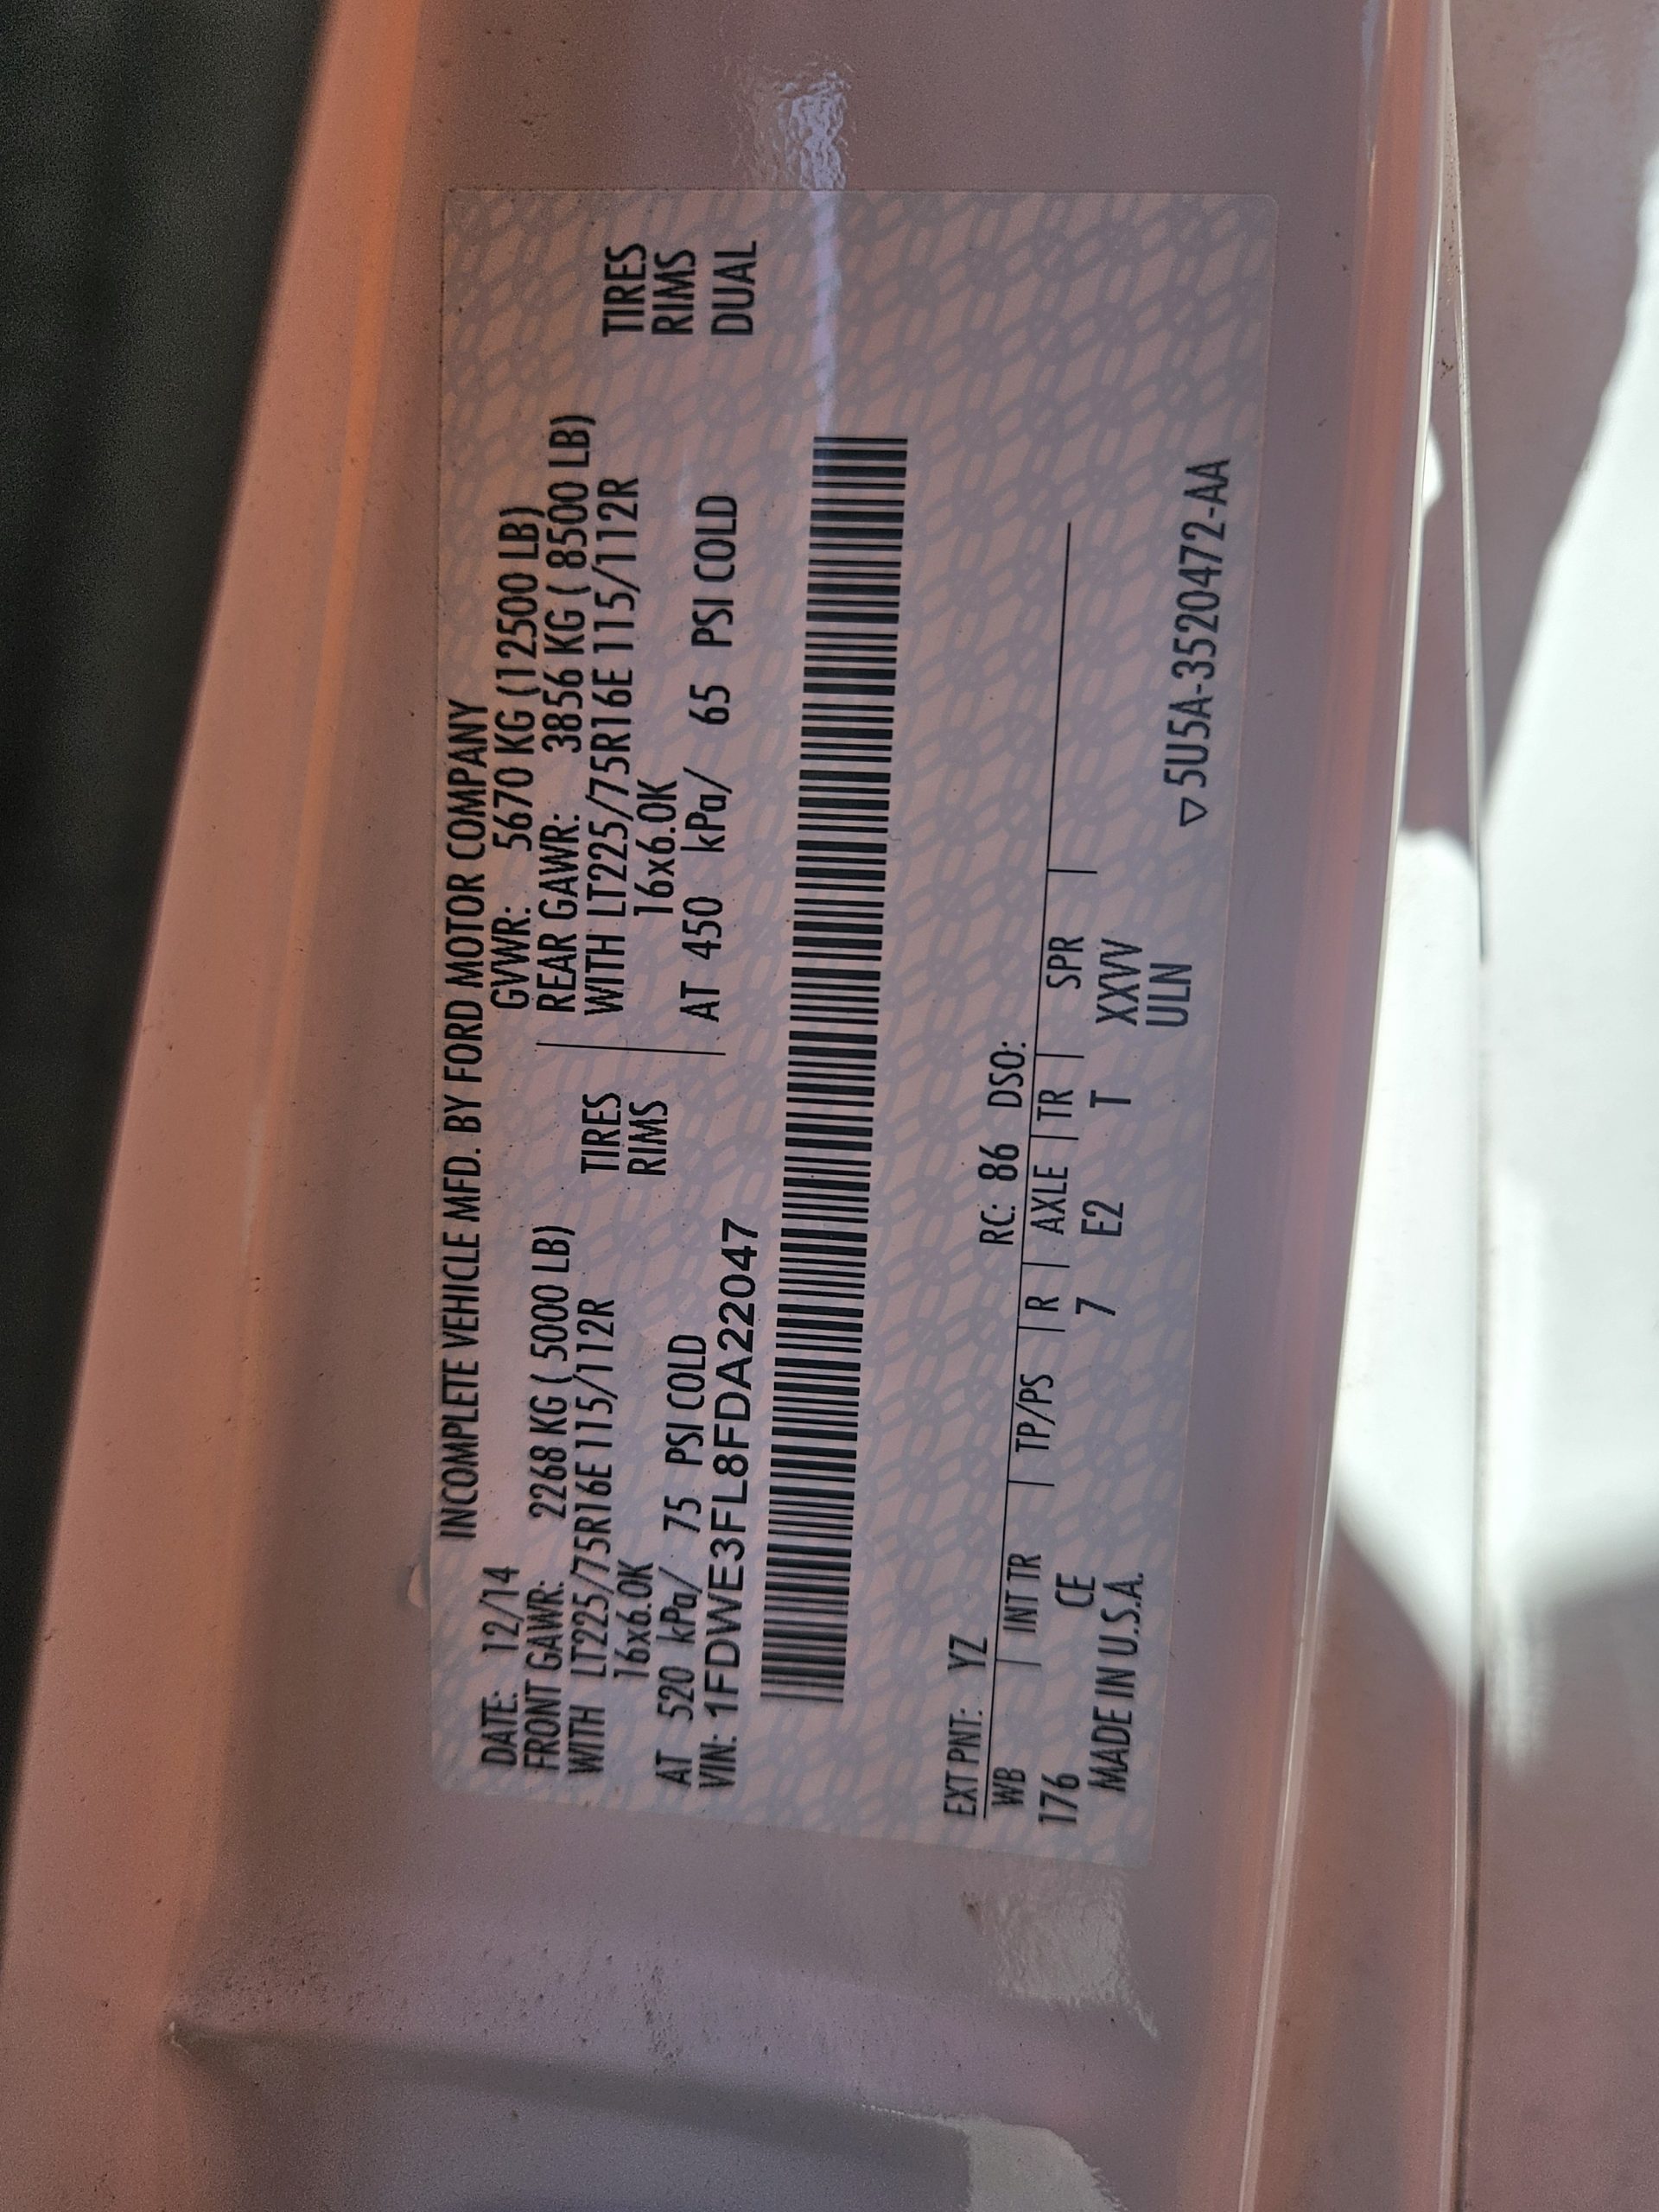 INCOMPLETE VEHICLE MFD. BY FORD MOTOR COMPANY
DATE: 12/14 GVWR: 5670 KG (12500 LB)
FRONT GAWR: 2268 KG ( 5000 LB) REAR GAWR: 3856 KG ( 8500 LB)
WITH LT225/75R16E 115/112R TIRES WITH LT225/75R16E 115/112R TIRES
16x6.0K RIMS 16x6.0K RIMS
AT 520 kPa/ 75 PSI COLD AT 450 kPa/ 65 PSI COLD DUAL
VIN: 1FDWE3FL8FDA22047
EXT PNT: YZ RC: 86 DSO:
WB INT TR TP/PS R AXLE TR SPR
176 CE 7 E2 T XXVV
MADE IN U.S.A. ULN
▽ 5U5A-3520472-AA